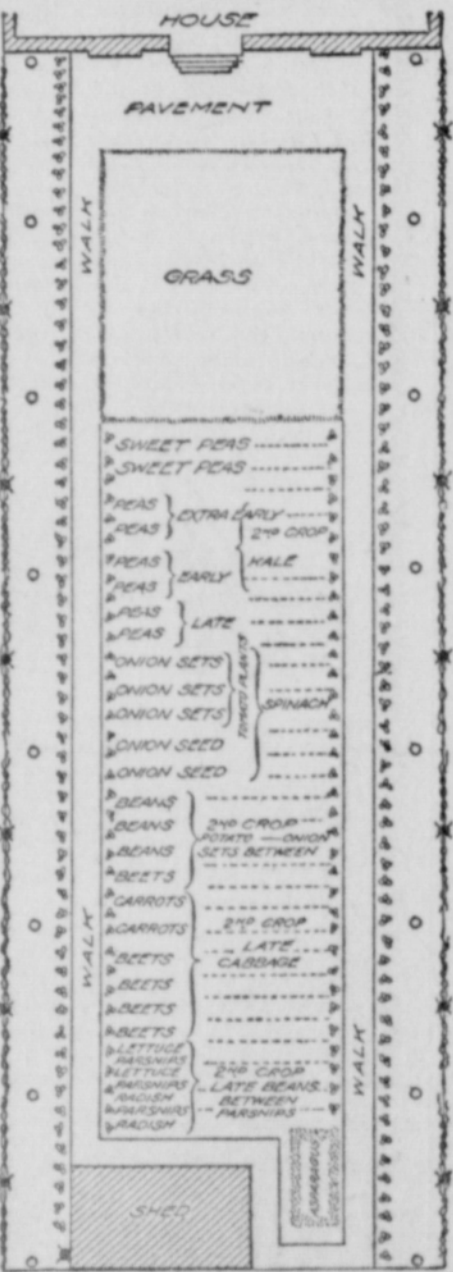 HOUSE
PAVEMENT
WALK
WALK
GRASS
SWEET PEAS
SWEET PEAS
PEAS
EXTRA EARLY
PEAS
2ND CROP
PEAS
KALE
EARLY
PEAS
PEAS
LATE
PEAS
ONION SETS
ONION SETS
ONION SETS
TOMATO PLANTS
SPINACH
ONION SEED
ONION SEED
BEANS
BEANS
2ND CROP
POTATO — ONION
BEANS
SETS BETWEEN
BEETS
CARROTS
CARROTS
2ND CROP
LATE
BEETS
CABBAGE
BEETS
BEETS
BEETS
WALK
WALK
LETTUCE
PARSNIPS
LETTUCE
2ND CROP
PARSNIPS
LATE BEANS
RADISH
BETWEEN
PARSNIPS
PARSNIPS
RADISH
ASPARAGUS
SHED